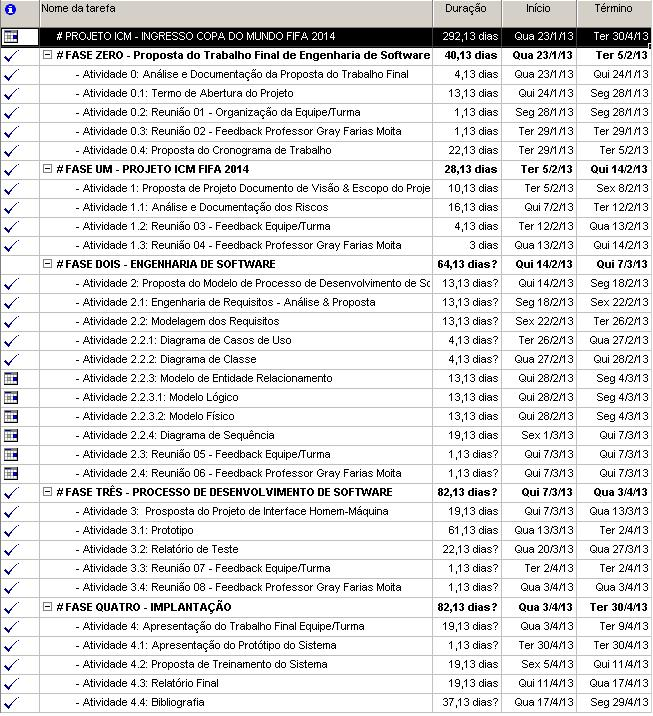 Nome da tarefa Duração Início Término
# PROJETO ICM - INGRESSO COPA DO MUNDO FIFA 2014 292,13 dias Qua 23/1/13 Ter 30/4/13
# FASE ZERO - Proposta do Trabalho Final de Engenharia de Software 40,13 dias Qua 23/1/13 Ter 5/2/13
- Atividade 0: Análise e Documentação da Proposta do Trabalho Final 4,13 dias Qua 23/1/13 Qui 24/1/13
- Atividade 0.1: Termo de Abertura do Projeto 13,13 dias Qui 24/1/13 Seg 28/1/13
- Atividade 0.2: Reunião 01 - Organização da Equipe/Turma 1,13 dias Seg 28/1/13 Seg 28/1/13
- Atividade 0.3: Reunião 02 - Feedback Professor Gray Farias Moita 1,13 dias Ter 29/1/13 Ter 29/1/13
- Atividade 0.4: Proposta do Cronograma de Trabalho 22,13 dias Ter 29/1/13 Ter 5/2/13
# FASE UM - PROJETO ICM FIFA 2014 28,13 dias Ter 5/2/13 Qui 14/2/13
- Atividade 1: Proposta de Projeto Documento de Visão & Escopo do Proje 10,13 dias Ter 5/2/13 Sex 8/2/13
- Atividade 1.1: Análise e Documentação dos Riscos 16,13 dias Qui 7/2/13 Ter 12/2/13
- Atividade 1.2: Reunião 03 - Feedback Equipe/Turma 4,13 dias Ter 12/2/13 Qua 13/2/13
- Atividade 1.3: Reunião 04 - Feedback Professor Gray Farias Moita 3 dias Qua 13/2/13 Qui 14/2/13
# FASE DOIS - ENGENHARIA DE SOFTWARE 64,13 dias? Qui 14/2/13 Qui 7/3/13
- Atividade 2: Proposta do Modelo de Processo de Desenvolvimento de So 13,13 dias? Qui 14/2/13 Seg 18/2/13
- Atividade 2.1: Engenharia de Requisitos - Análise & Proposta 13,13 dias? Seg 18/2/13 Sex 22/2/13
- Atividade 2.2: Modelagem dos Requisitos 13,13 dias? Sex 22/2/13 Ter 26/2/13
- Atividade 2.2.1: Diagrama de Casos de Uso 4,13 dias? Ter 26/2/13 Qua 27/2/13
- Atividade 2.2.2: Diagrama de Classe 4,13 dias? Qua 27/2/13 Qui 28/2/13
- Atividade 2.2.3: Modelo de Entidade Relacionamento 13,13 dias Qui 28/2/13 Seg 4/3/13
- Atividade 2.2.3.1: Modelo Lógico 13,13 dias Qui 28/2/13 Seg 4/3/13
- Atividade 2.2.3.2: Modelo Físico 13,13 dias Qui 28/2/13 Seg 4/3/13
- Atividade 2.2.4: Diagrama de Sequência 19,13 dias Sex 1/3/13 Qui 7/3/13
- Atividade 2.3: Reunião 05 - Feedback Equipe/Turma 1,13 dias? Qui 7/3/13 Qui 7/3/13
- Atividade 2.4: Reunião 06 - Feedback Professor Gray Farias Moita 1,13 dias? Qui 7/3/13 Qui 7/3/13
# FASE TRÊS - PROCESSO DE DESENVOLVIMENTO DE SOFTWARE 82,13 dias? Qui 7/3/13 Qua 3/4/13
- Atividade 3: Prosposta do Projeto de Interface Homem-Máquina 19,13 dias Qui 7/3/13 Qua 13/3/13
- Atividade 3.1: Prototipo 61,13 dias Qua 13/3/13 Ter 2/4/13
- Atividade 3.2: Relatório de Teste 22,13 dias? Qua 20/3/13 Qua 27/3/13
- Atividade 3.3: Reunião 07 - Feedback Equipe/Turma 1,13 dias? Ter 2/4/13 Ter 2/4/13
- Atividade 3.4: Reunião 08 - Feedback Professor Gray Farias Moita 1,13 dias? Qua 3/4/13 Qua 3/4/13
# FASE QUATRO - IMPLANTAÇÃO 82,13 dias? Qua 3/4/13 Ter 30/4/13
- Atividade 4: Apresentação do Trabalho Final Equipe/Turma 19,13 dias? Qua 3/4/13 Ter 9/4/13
- Atividade 4.1: Apresentação do Protótipo do Sistema 1,13 dias? Ter 30/4/13 Ter 30/4/13
- Atividade 4.2: Proposta de Treinamento do Sistema 19,13 dias Sex 5/4/13 Qui 11/4/13
- Atividade 4.3: Relatório Final 19,13 dias Qui 11/4/13 Qua 17/4/13
- Atividade 4.4: Bibliografia 37,13 dias? Qua 17/4/13 Seg 29/4/13